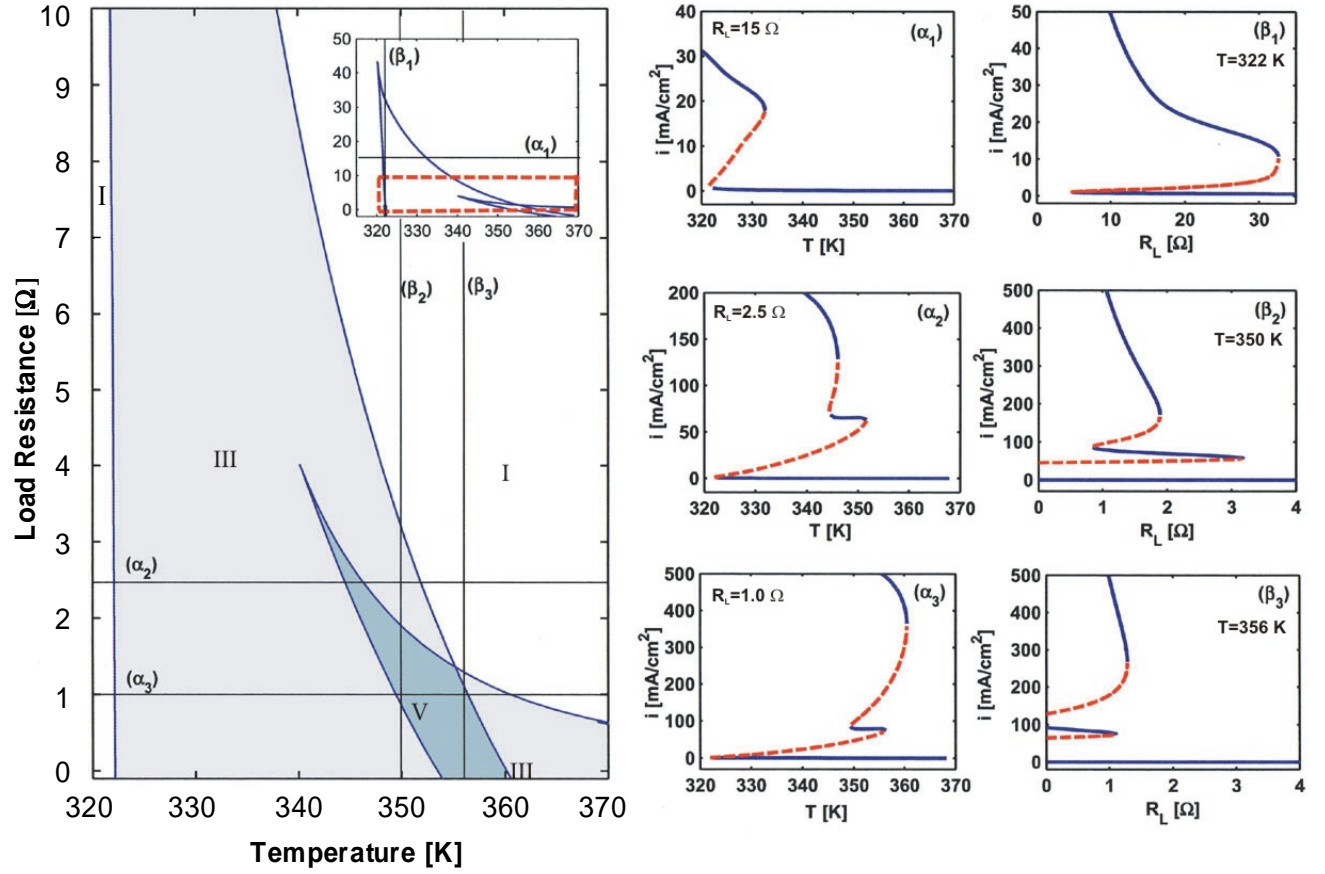 10
9
8
7
6
5
4
3
2
1
0
Load Resistance [Ω]
320 330 340 350 360 370
Temperature [K]
I
III
I
V
III
(α₂)
(α₃)
(β₂)
(β₃)
50
40
30
20
10
0
320 330 340 350 360 370
(β₁)
(α₁)
40
30
20
10
0
i [mA/cm²]
R_L=15 Ω
(α₁)
320 330 340 350 360 370
T [K]
50
40
30
20
10
0
i [mA/cm²]
(β₁)
T=322 K
0 10 20 30
R_L [Ω]
200
150
100
50
0
i [mA/cm²]
R_L=2.5 Ω
(α₂)
320 330 340 350 360 370
T [K]
500
400
300
200
100
0
i [mA/cm²]
(β₂)
T=350 K
0 1 2 3 4
R_L [Ω]
500
400
300
200
100
0
i [mA/cm²]
R_L=1.0 Ω
(α₃)
320 330 340 350 360 370
T [K]
500
400
300
200
100
0
i [mA/cm²]
(β₃)
T=356 K
0 1 2 3 4
R_L [Ω]